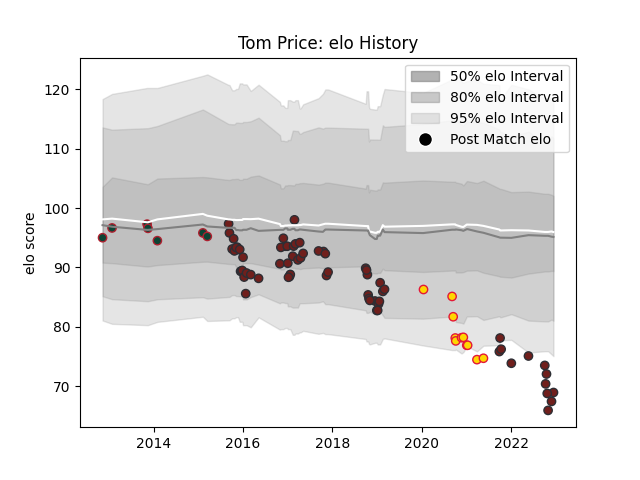 Tom Price: elo History
50% elo Interval
80% elo Interval
95% elo Interval
Post Match elo
elo score
120
110
100
90
80
70
2014
2016
2018
2020
2022